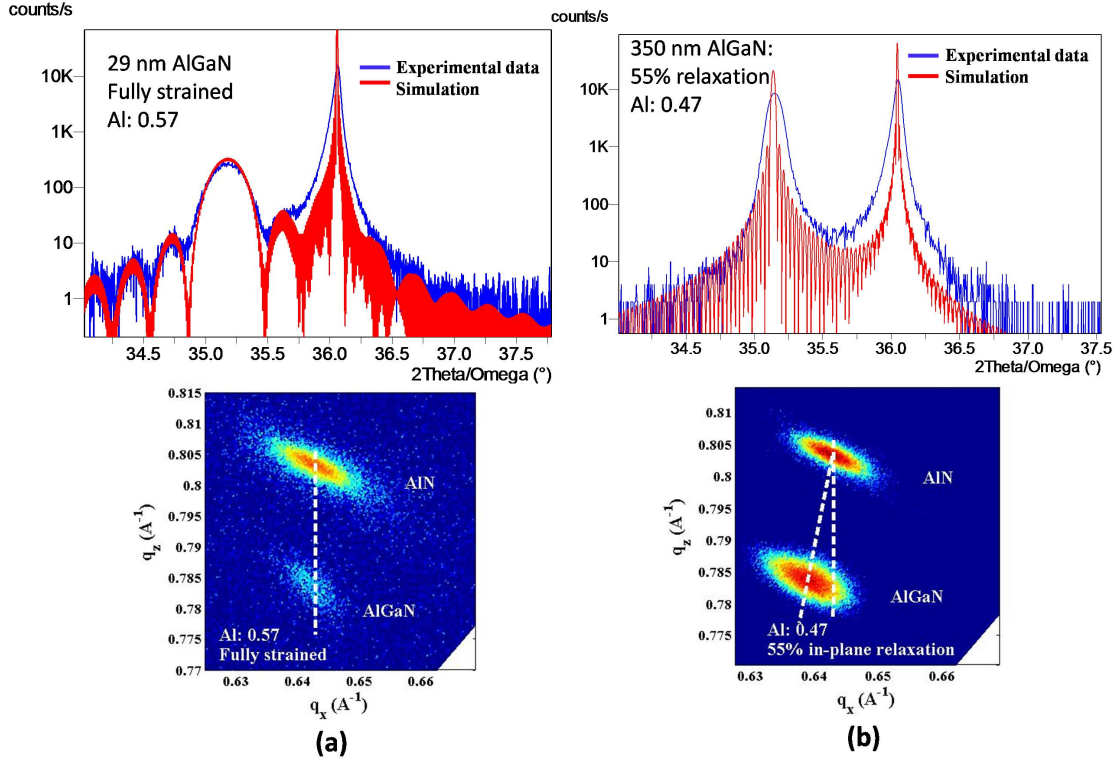 counts/s
29 nm AlGaN
Fully strained
Al: 0.57
Experimental data
Simulation
10K
1K
100
10
1
34.5 35.0 35.5 36.0 36.5 37.0 37.5
2Theta/Omega (°)
counts/s
350 nm AlGaN:
55% relaxation
Al: 0.47
Experimental data
Simulation
10K
1K
100
10
1
34.5 35.0 35.5 36.0 36.5 37.0 37.5
2Theta/Omega (°)
0.815
0.81
0.805
0.8
0.795
0.79
0.785
0.78
0.775
0.77
q_z (A^-1)
AlN
AlGaN
Al: 0.57
Fully strained
0.63 0.64 0.65 0.66
q_x (A^-1)
(a)
0.81
0.805
0.8
0.795
0.79
0.785
0.78
0.775
q_z (A^-1)
AlN
AlGaN
Al: 0.47
55% in-plane relaxation
0.63 0.64 0.65 0.66
q_x (A^-1)
(b)